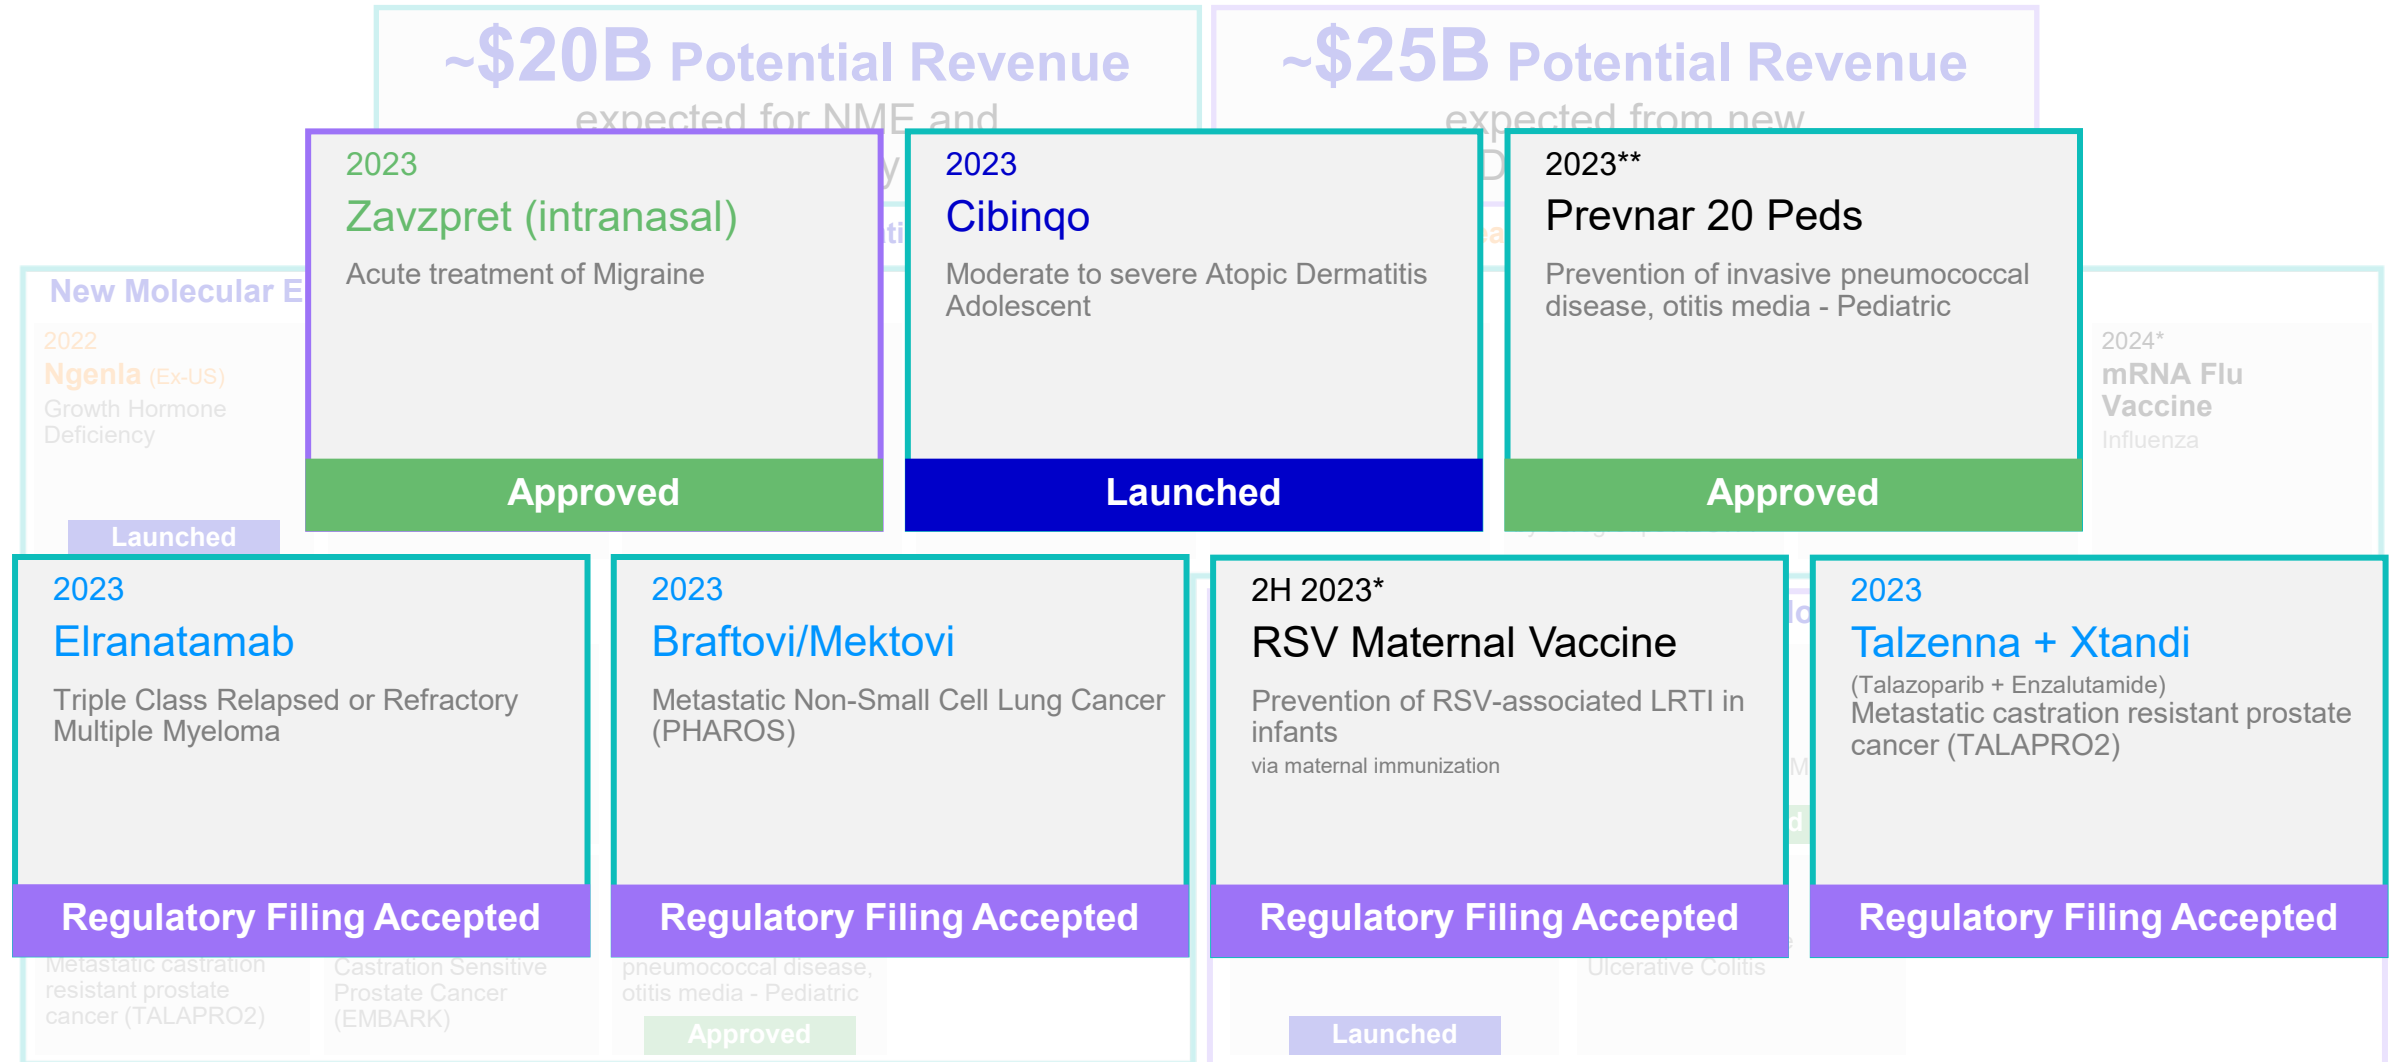 ~$20B Potential Revenue
expected for NME and
~$25B Potential Revenue
expected from new
2023
Zavzpret (intranasal)
Acute treatment of Migraine
Approved
2023
Cibinqo
Moderate to severe Atopic Dermatitis
Adolescent
Launched
2023**
Prevnar 20 Peds
Prevention of invasive pneumococcal
disease, otitis media - Pediatric
Approved
New Molecular E
2022
Ngenla (Ex-US)
Growth Hormone
Deficiency
Launched
2024*
mRNA Flu
Vaccine
Influenza
2023
Elranatamab
Triple Class Relapsed or Refractory
Multiple Myeloma
Regulatory Filing Accepted
2023
Braftovi/Mektovi
Metastatic Non-Small Cell Lung Cancer
(PHAROS)
Regulatory Filing Accepted
2H 2023*
RSV Maternal Vaccine
Prevention of RSV-associated LRTI in
infants
via maternal immunization
Regulatory Filing Accepted
2023
Talzenna + Xtandi
(Talazoparib + Enzalutamide)
Metastatic castration resistant prostate
cancer (TALAPRO2)
Regulatory Filing Accepted
Metastatic castration
resistant prostate
cancer (TALAPRO2)
Castration Sensitive
Prostate Cancer
(EMBARK)
pneumococcal disease,
otitis media - Pediatric
Approved
Launched
Ulcerative Colitis